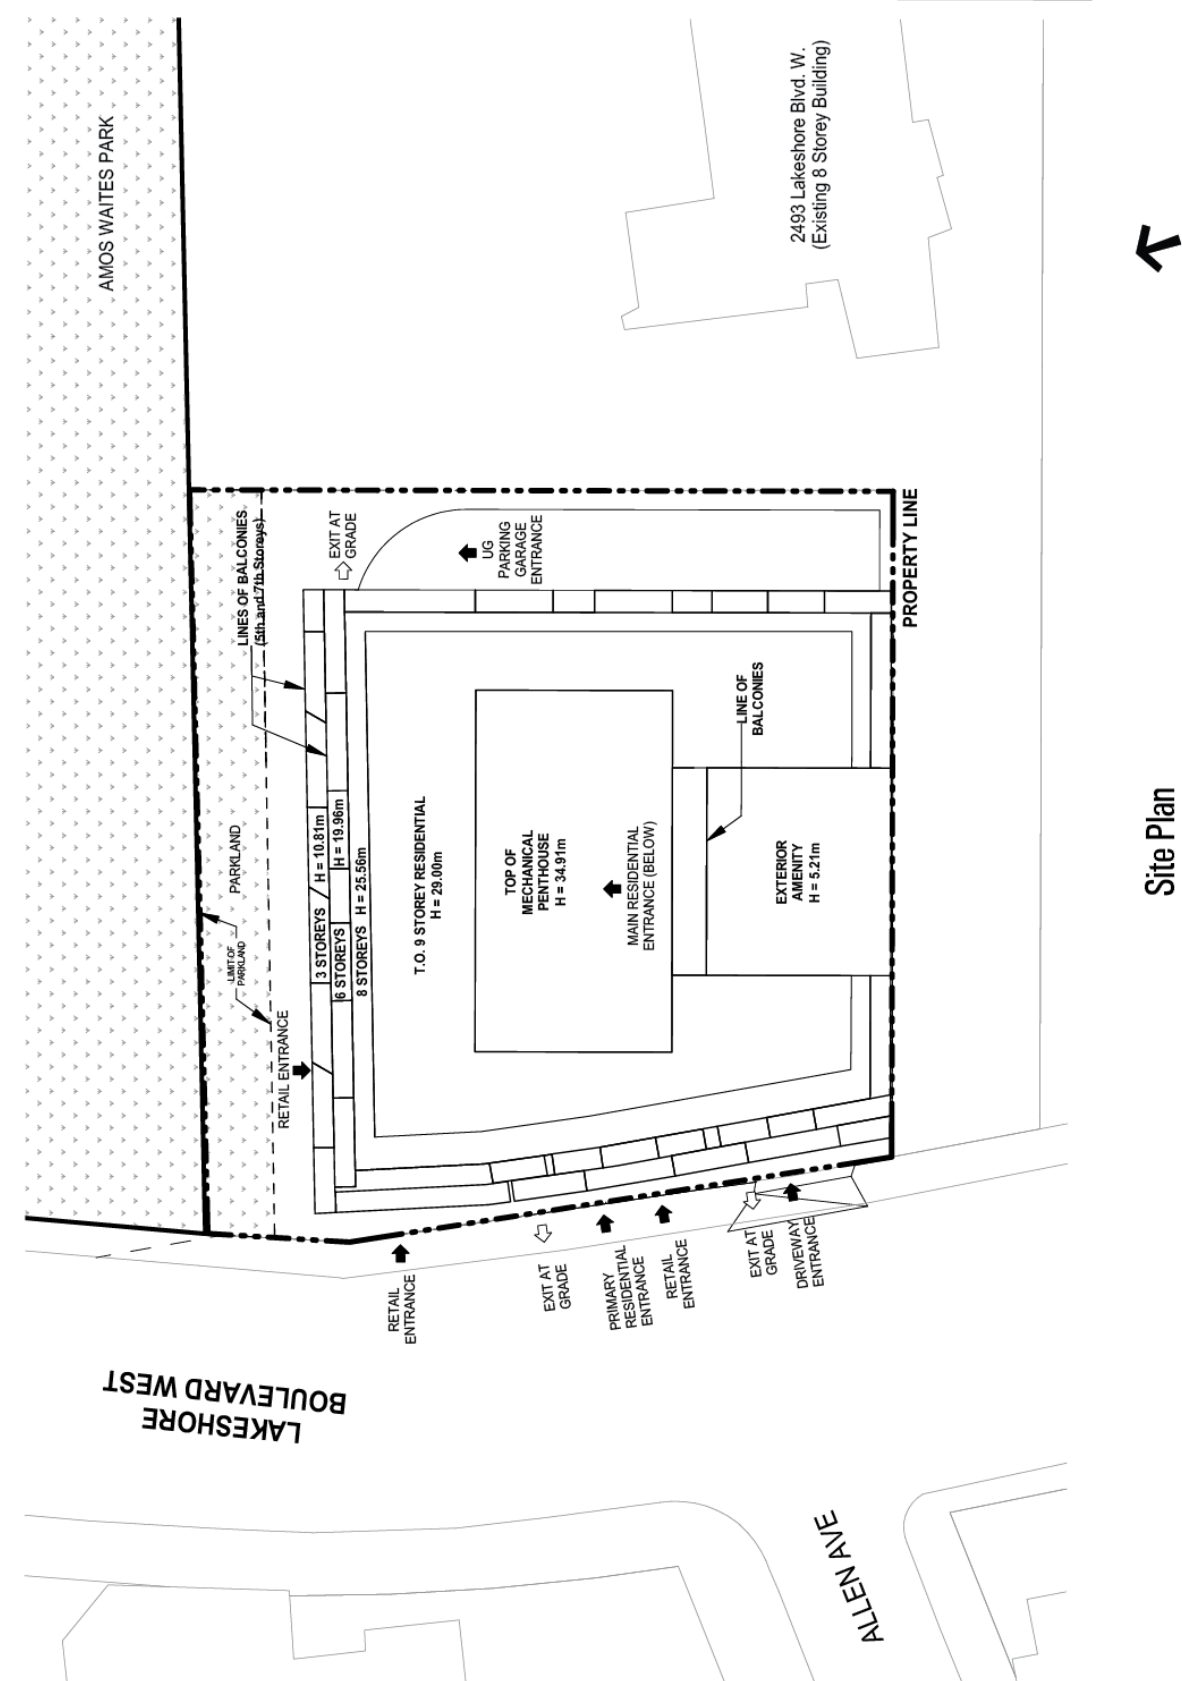 AMOS WAITES PARK
2493 Lakeshore Blvd. W.
(Existing 8 Storey Building)
LINES OF BALCONIES
(5th and 7th Storeys)
EXIT AT
GRADE
UG
PARKING
GARAGE
ENTRANCE
PROPERTY LINE
PARKLAND
LIMIT OF
PARKLAND
RETAIL ENTRANCE
3 STOREYS / H = 10.81m
6 STOREYS H = 19.96m
8 STOREYS H = 25.56m
T.O. 9 STOREY RESIDENTIAL
H = 29.00m
TOP OF
MECHANICAL
PENTHOUSE
H = 34.91m
MAIN RESIDENTIAL
ENTRANCE (BELOW)
LINE OF
BALCONIES
EXTERIOR
AMENITY
H = 5.21m
RETAIL
ENTRANCE
EXIT AT
GRADE
PRIMARY
RESIDENTIAL
ENTRANCE
RETAIL
ENTRANCE
EXIT AT
GRADE
DRIVEWAY
ENTRANCE
LAKESHORE
BOULEVARD WEST
ALLEN AVE
Site Plan